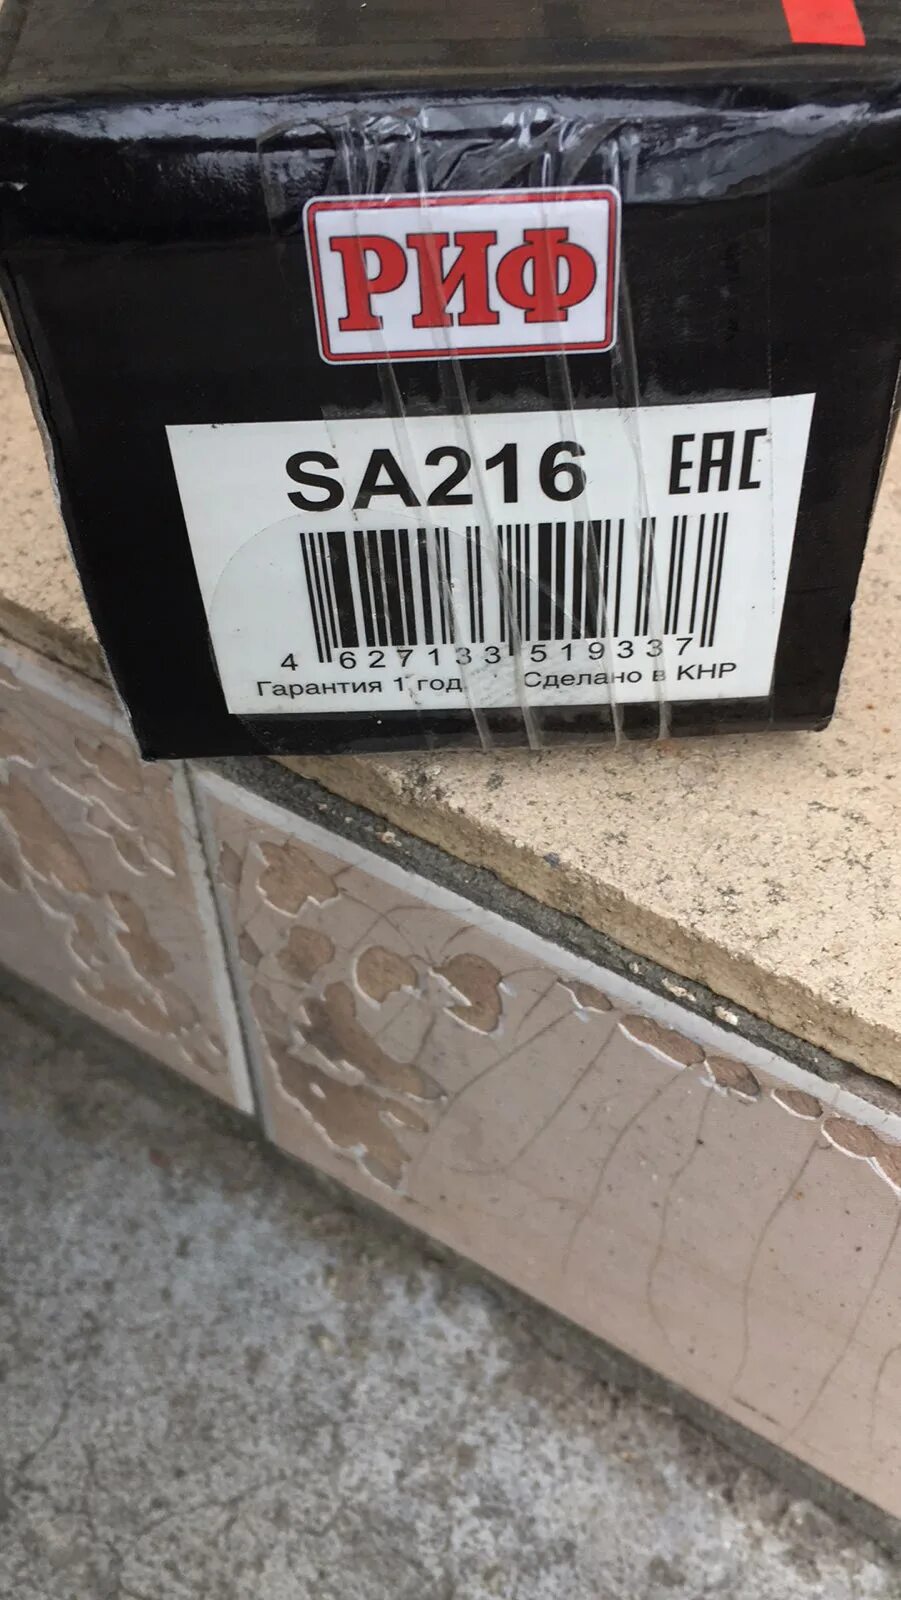 РИФ
SA216 EAC
4 627133 519337
Гарантия 1 год. Сделано в КНР